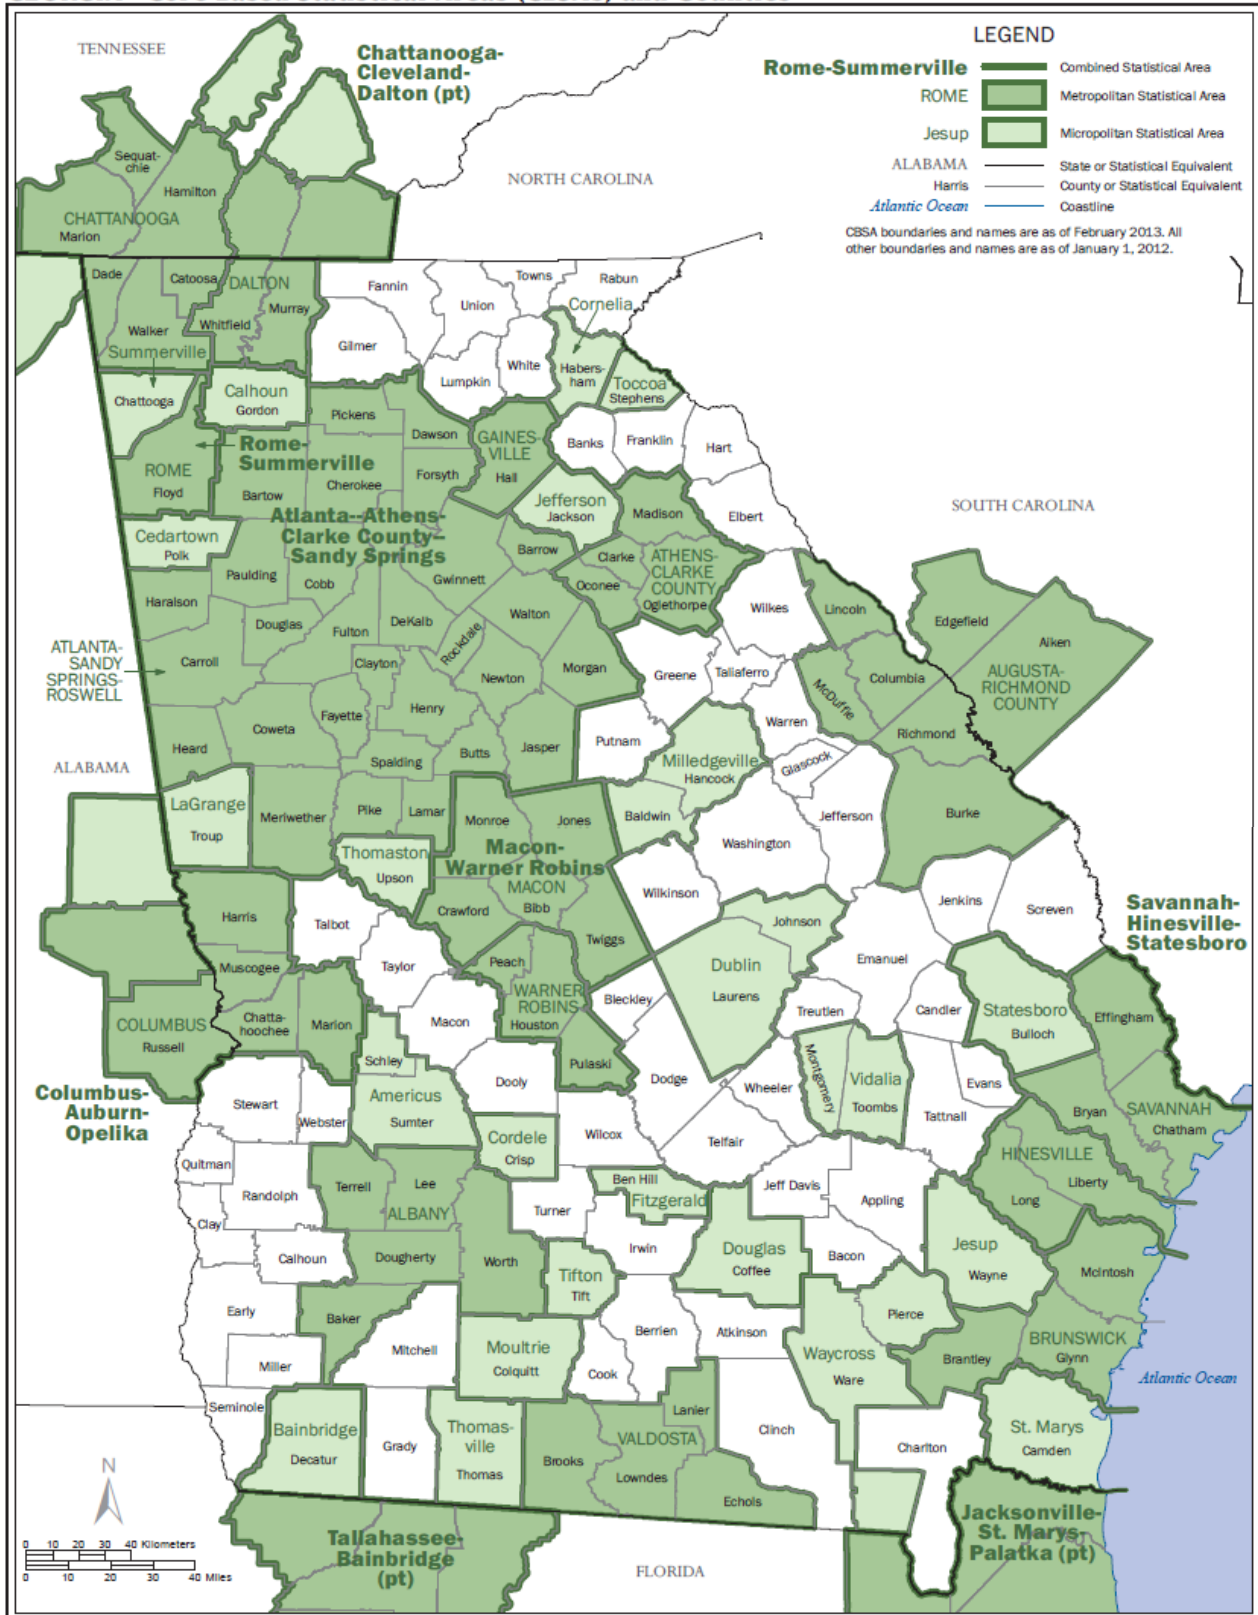 TENNESSEE
Chattanooga-
Cleveland-
Dalton (pt)
LEGEND
Rome-Summerville
Combined Statistical Area
ROME
Metropolitan Statistical Area
Jesup
Micropolitan Statistical Area
ALABAMA
State or Statistical Equivalent
Harris
County or Statistical Equivalent
Atlantic Ocean
Coastline
CBSA boundaries and names are as of February 2013. All
other boundaries and names are as of January 1, 2012.
NORTH CAROLINA
Sequat-
chie
Hamilton
CHATTANOOGA
Marion
Dade
Catoosa
DALTON
Murray
Whitfield
Walker
Summerville
Fannin
Union
Towns
Rabun
Cornelia
Gilmer
Lumpkin
White
Habers-
ham
Toccoa
Stephens
Chattooga
Calhoun
Gordon
Pickens
Dawson
GAINES-
VILLE
Hall
Banks
Franklin
Hart
Rome-
Summerville
ROME
Floyd
Bartow
Cherokee
Forsyth
Jefferson
Jackson
Madison
Elbert
SOUTH CAROLINA
Atlanta--Athens-
Clarke County--
Sandy Springs
Cedartown
Polk
Barrow
Clarke
ATHENS-
CLARKE
COUNTY
Oconee
Oglethorpe
Paulding
Cobb
Gwinnett
Haralson
Walton
Wilkes
Lincoln
Edgefield
Aiken
Douglas
Fulton
DeKalb
Rockdale
ATLANTA-
SANDY
SPRINGS-
ROSWELL
Carroll
Clayton
Newton
Morgan
Greene
Taliaferro
McDuffie
Columbia
AUGUSTA-
RICHMOND
COUNTY
Coweta
Fayette
Henry
Warren
Richmond
Heard
Spalding
Butts
Jasper
Putnam
Milledgeville
Hancock
Glascock
ALABAMA
LaGrange
Troup
Meriwether
Pike
Lamar
Monroe
Jones
Baldwin
Washington
Jefferson
Burke
Thomaston
Upson
Macon-
Warner Robins
MACON
Bibb
Crawford
Twiggs
Wilkinson
Jenkins
Screven
Savannah-
Hinesville-
Statesboro
Harris
Talbot
Johnson
Muscogee
Taylor
Peach
Dublin
Laurens
Emanuel
WARNER
ROBINS
Houston
Bleckley
Treutlen
Candler
Statesboro
Bulloch
Effingham
COLUMBUS
Russell
Chatta-
hoochee
Marion
Macon
Schley
Pulaski
Columbus-
Auburn-
Opelika
Stewart
Webster
Americus
Sumter
Dooly
Dodge
Wheeler
Montgomery
Vidalia
Toombs
Evans
Tattnall
Bryan
SAVANNAH
Chatham
Cordele
Crisp
Wilcox
Telfair
HINESVILLE
Liberty
Long
Quitman
Randolph
Terrell
Lee
ALBANY
Turner
Ben Hill
Fitzgerald
Jeff Davis
Appling
Clay
Calhoun
Dougherty
Worth
Irwin
Douglas
Coffee
Bacon
Jesup
Wayne
McIntosh
Tifton
Tift
Early
Baker
Mitchell
Berrien
Atkinson
Pierce
BRUNSWICK
Glynn
Miller
Moultrie
Colquitt
Cook
Waycross
Ware
Brantley
Atlantic Ocean
Seminole
Lanier
Bainbridge
Decatur
Grady
Thomas-
ville
Thomas
VALDOSTA
Brooks
Lowndes
Echols
Clinch
Charlton
St. Marys
Camden
N
0 10 20 30 40 Kilometers
0 10 20 30 40 Miles
Tallahassee-
Bainbridge
(pt)
FLORIDA
Jacksonville-
St. Marys-
Palatka (pt)